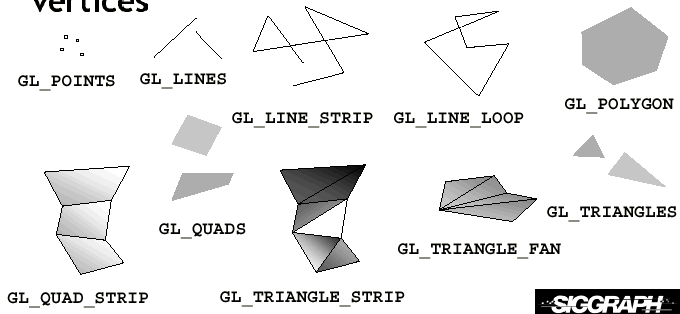 vertices
GL_POINTS
GL_LINES
GL_LINE_STRIP
GL_LINE_LOOP
GL_POLYGON
GL_QUADS
GL_TRIANGLES
GL_TRIANGLE_FAN
GL_QUAD_STRIP
GL_TRIANGLE_STRIP
SIGGRAPH